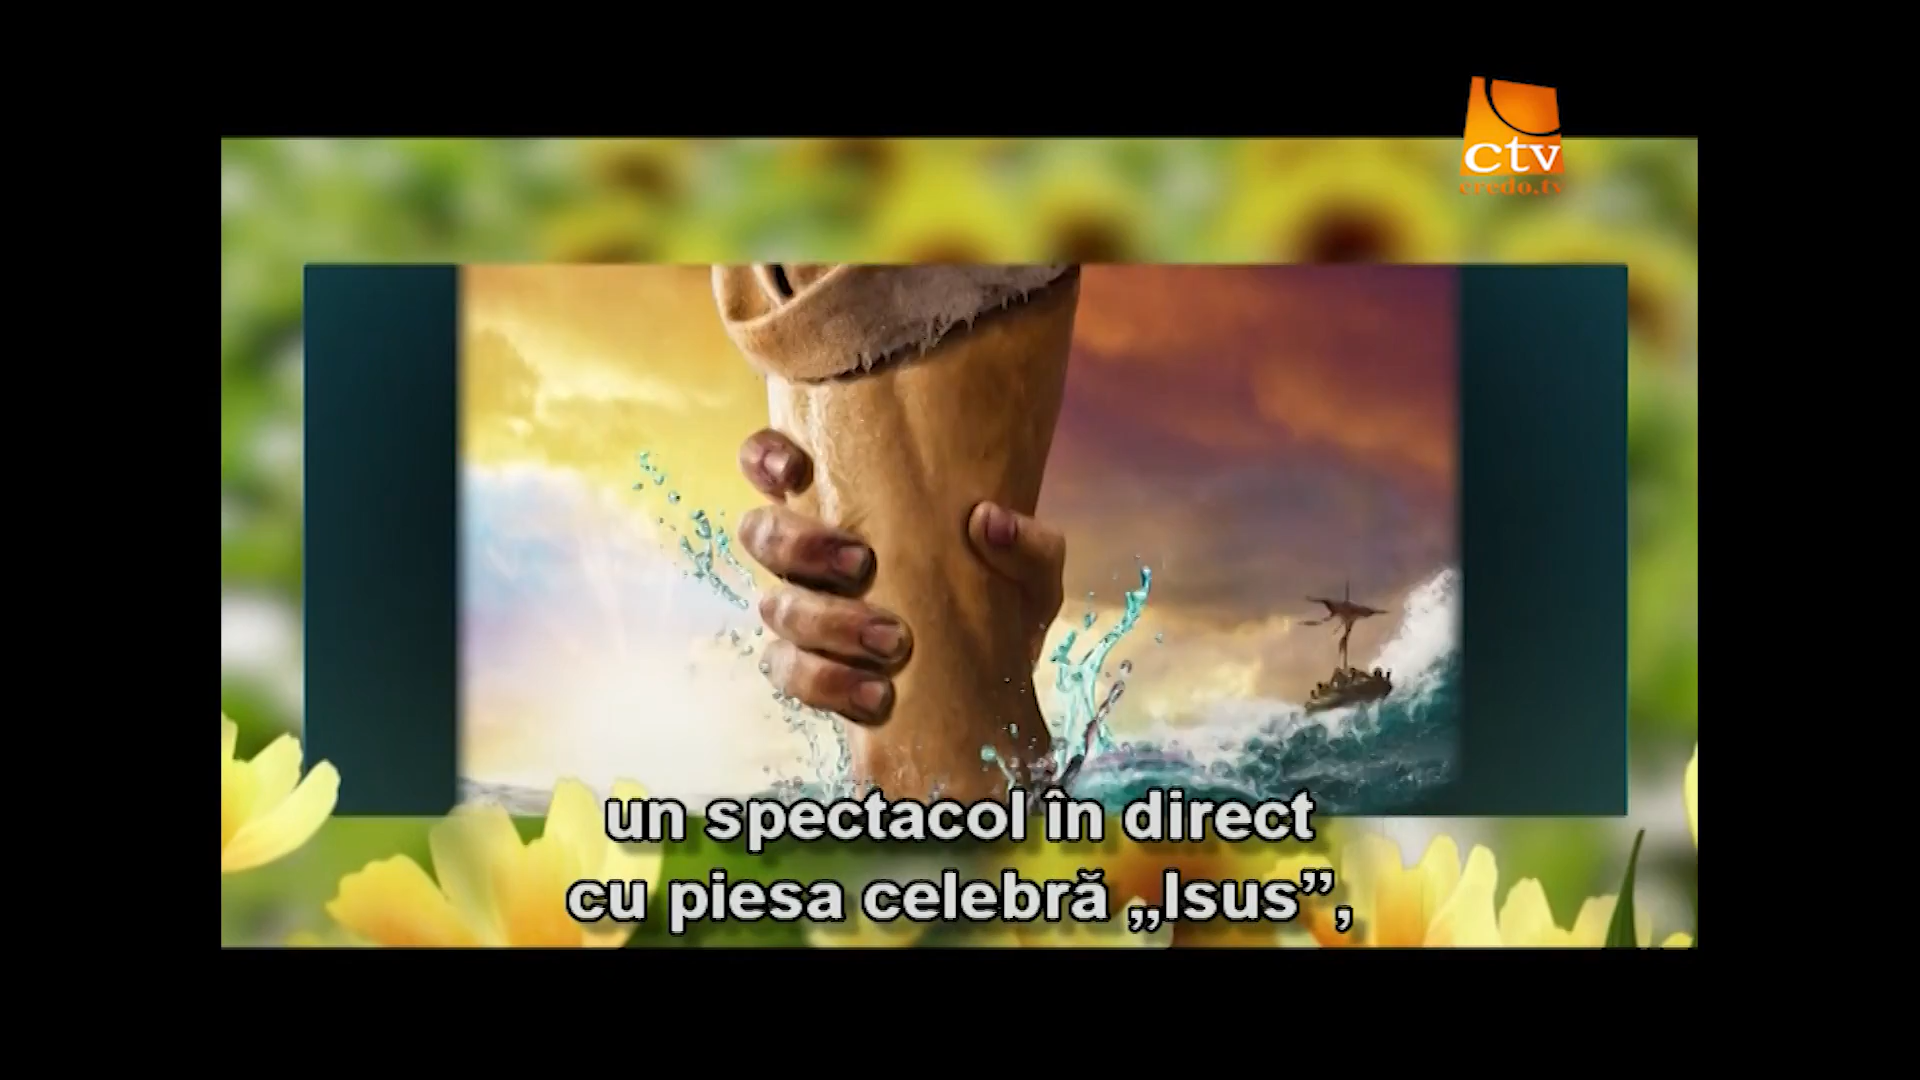 ctv
credo.tv
un spectacol în direct
cu piesa celebră „Isus”,